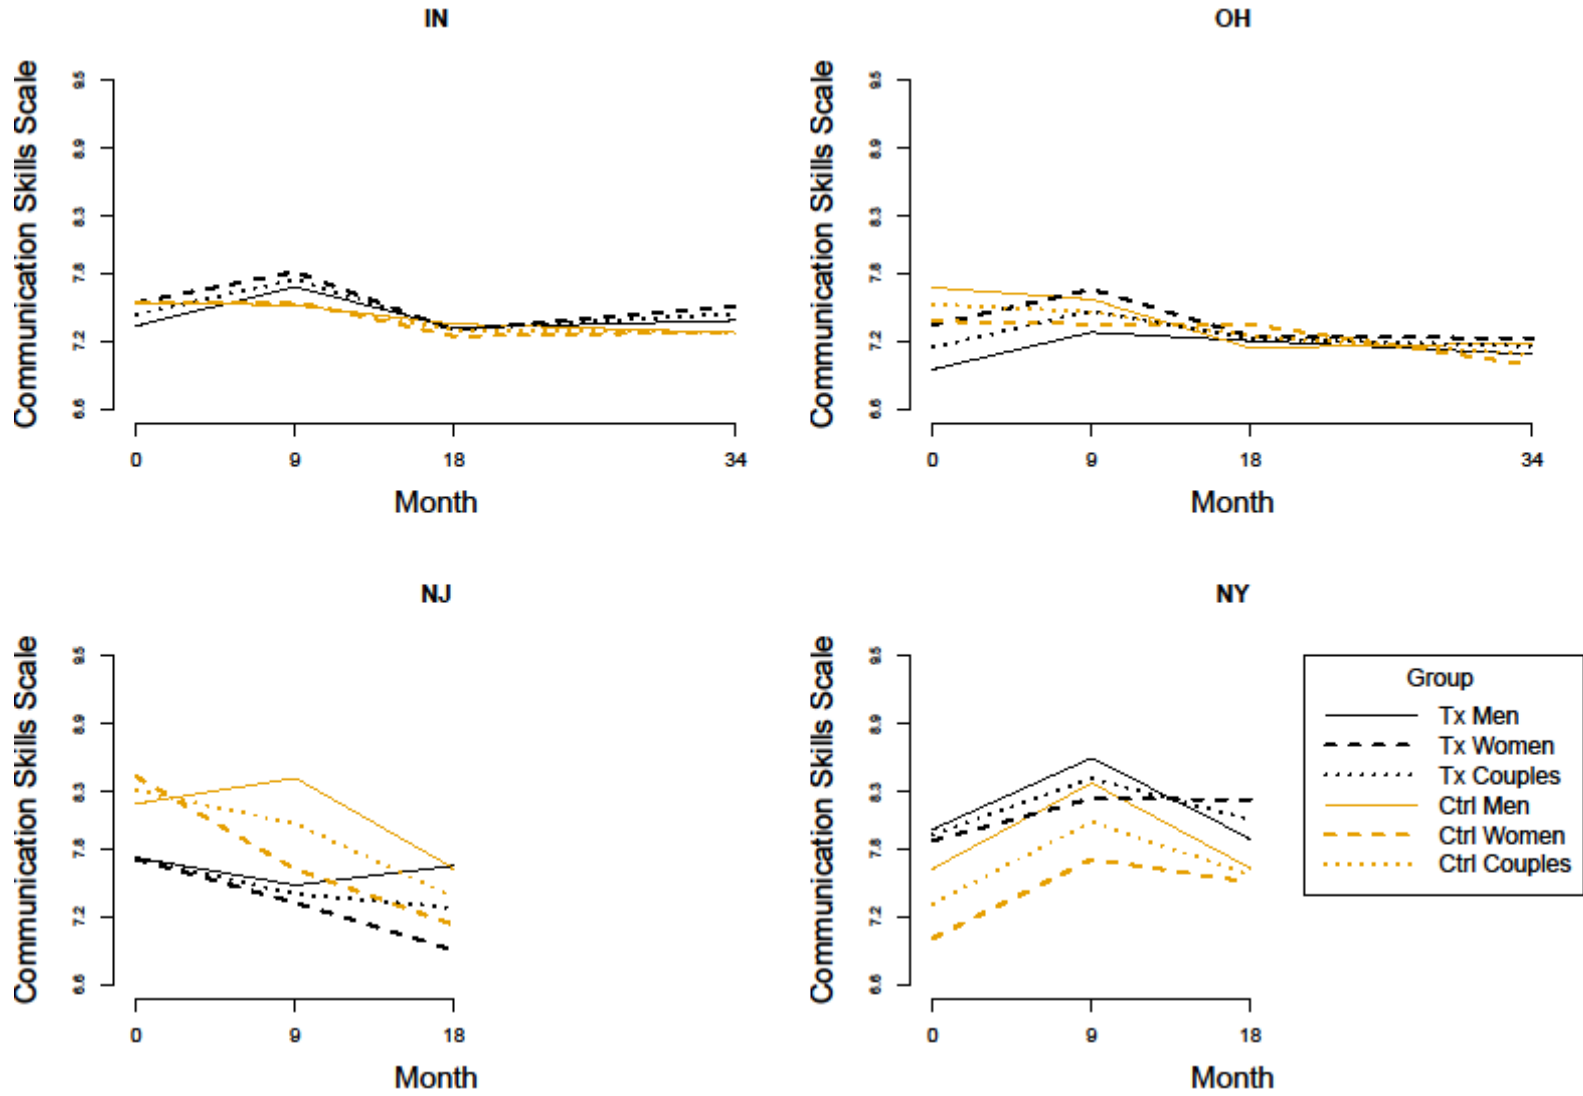 IN
Communication Skills Scale
9.5
8.9
8.3
7.8
7.2
6.6
0 9 18 34
Month
OH
Communication Skills Scale
9.5
8.9
8.3
7.8
7.2
6.6
0 9 18 34
Month
NJ
Communication Skills Scale
9.5
8.9
8.3
7.8
7.2
6.6
0 9 18
Month
NY
Communication Skills Scale
9.5
8.9
8.3
7.8
7.2
6.6
0 9 18
Month
Group
Tx Men
Tx Women
Tx Couples
Ctrl Men
Ctrl Women
Ctrl Couples